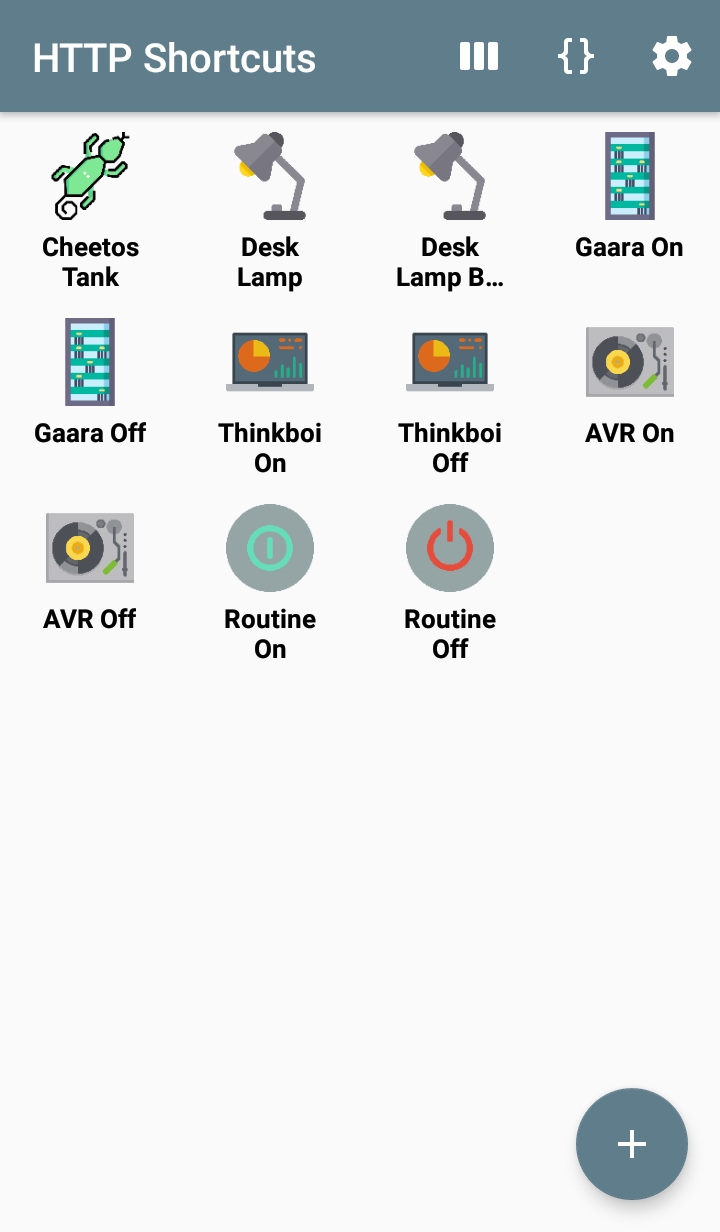 HTTP Shortcuts
{}
Cheetos
Tank
Desk
Lamp
Desk
Lamp B...
Gaara On
Gaara Off
Thinkboi
On
Thinkboi
Off
AVR On
AVR Off
Routine
On
Routine
Off
+